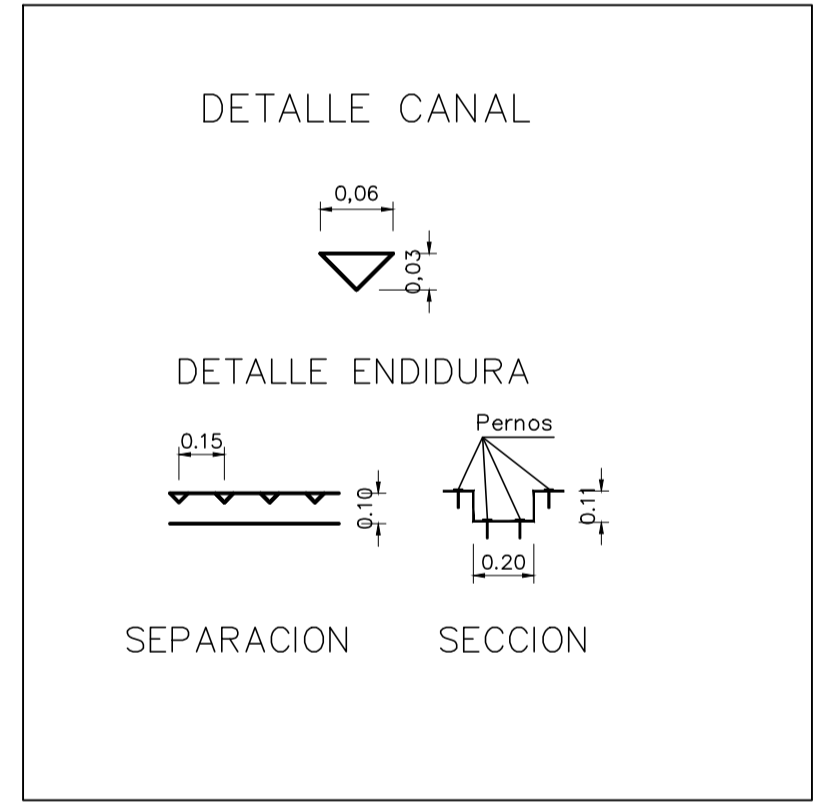 DETALLE CANAL
0,06
0,03
DETALLE ENDIDURA
Pernos
0.15
0.10
0.11
0.20
SEPARACION
SECCION